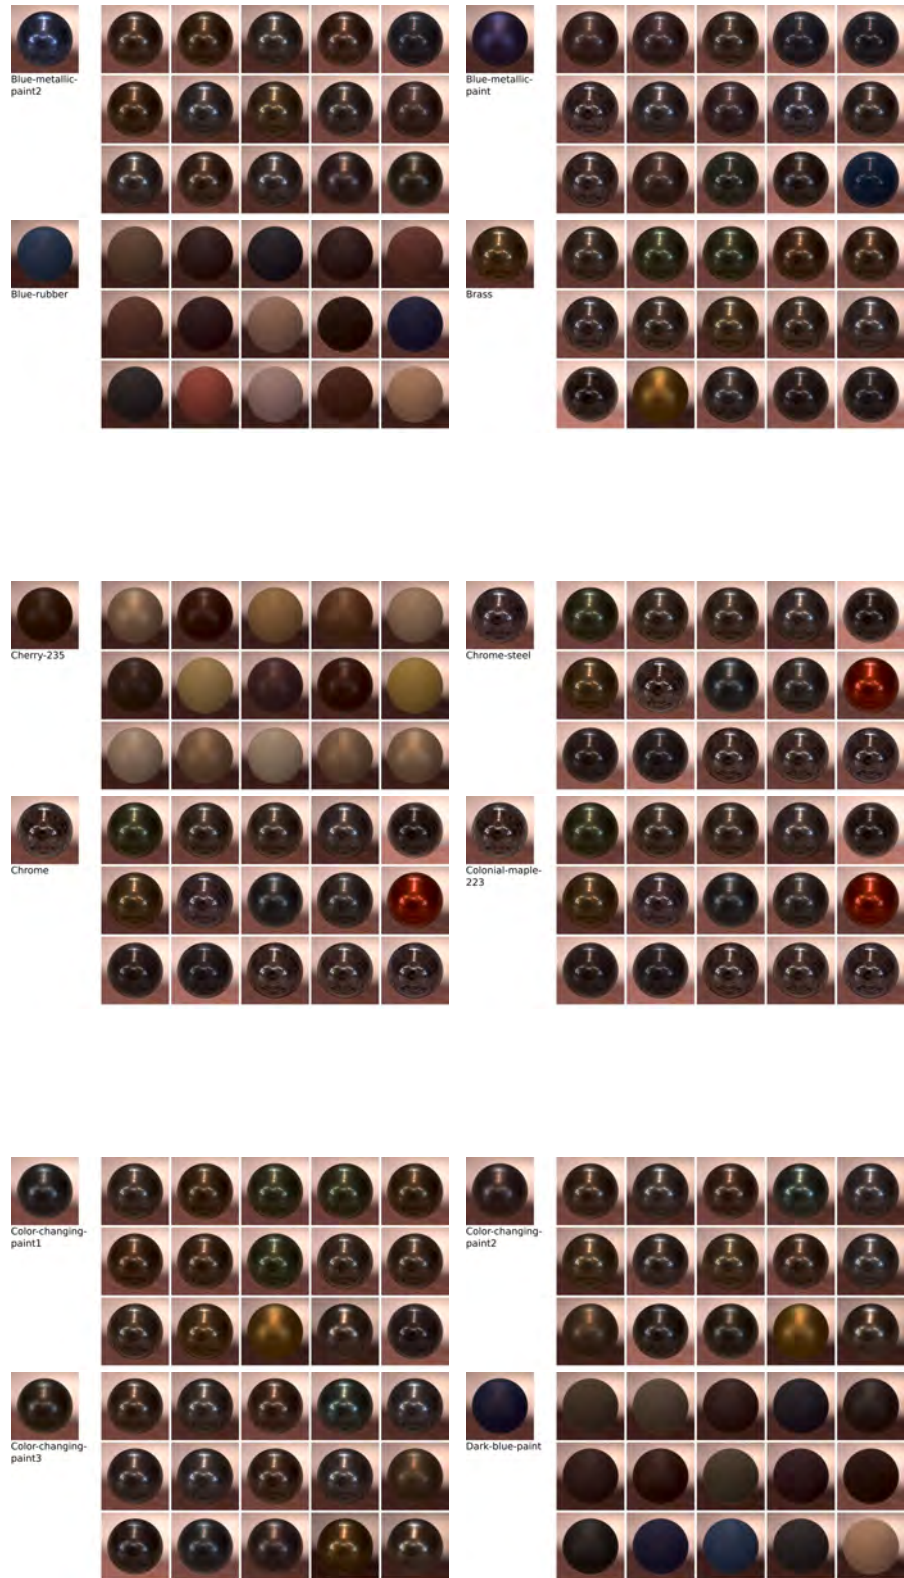 Blue-metallic-
paint2
Blue-metallic-
paint
Blue-rubber
Brass
Cherry-235
Chrome-steel
Chrome
Colonial-maple-
223
Color-changing-
paint1
Color-changing-
paint2
Color-changing-
paint3
Dark-blue-paint